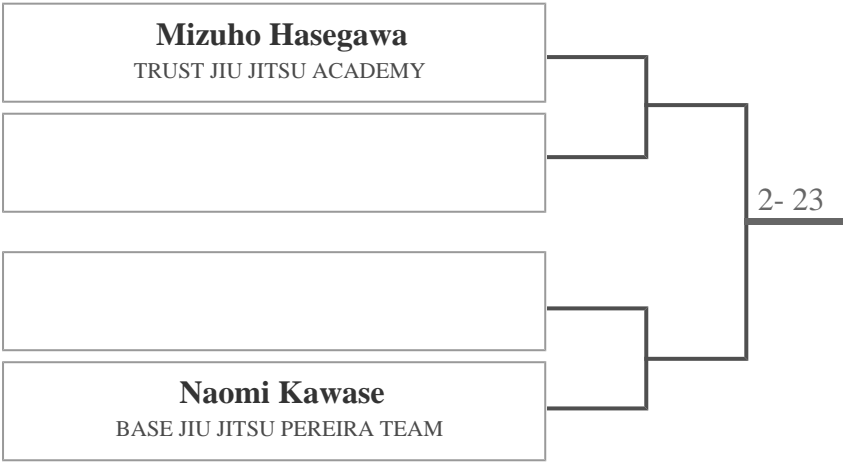 Mizuho Hasegawa
TRUST JIU JITSU ACADEMY
2- 23
Naomi Kawase
BASE JIU JITSU PEREIRA TEAM